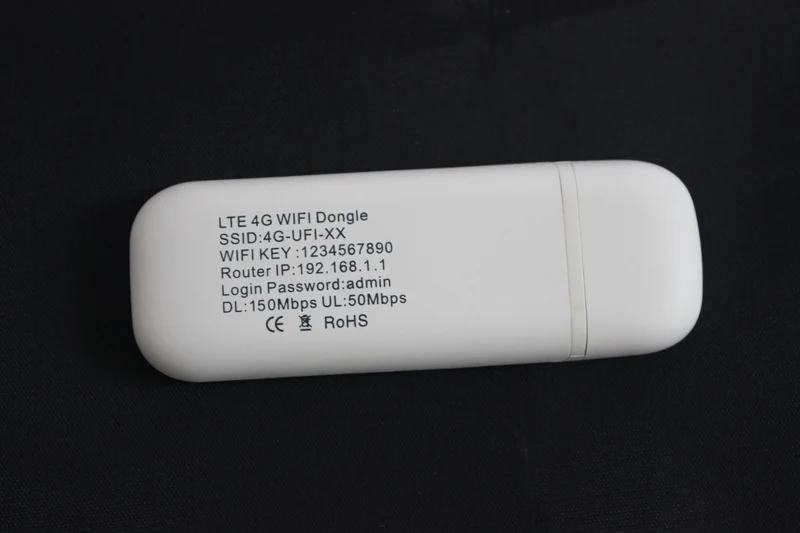 LTE 4G WIFI Dongle
SSID:4G-UFI-XX
WIFI KEY :1234567890
Router IP:192.168.1.1
Login Password:admin
DL:150Mbps UL:50Mbps
CE RoHS